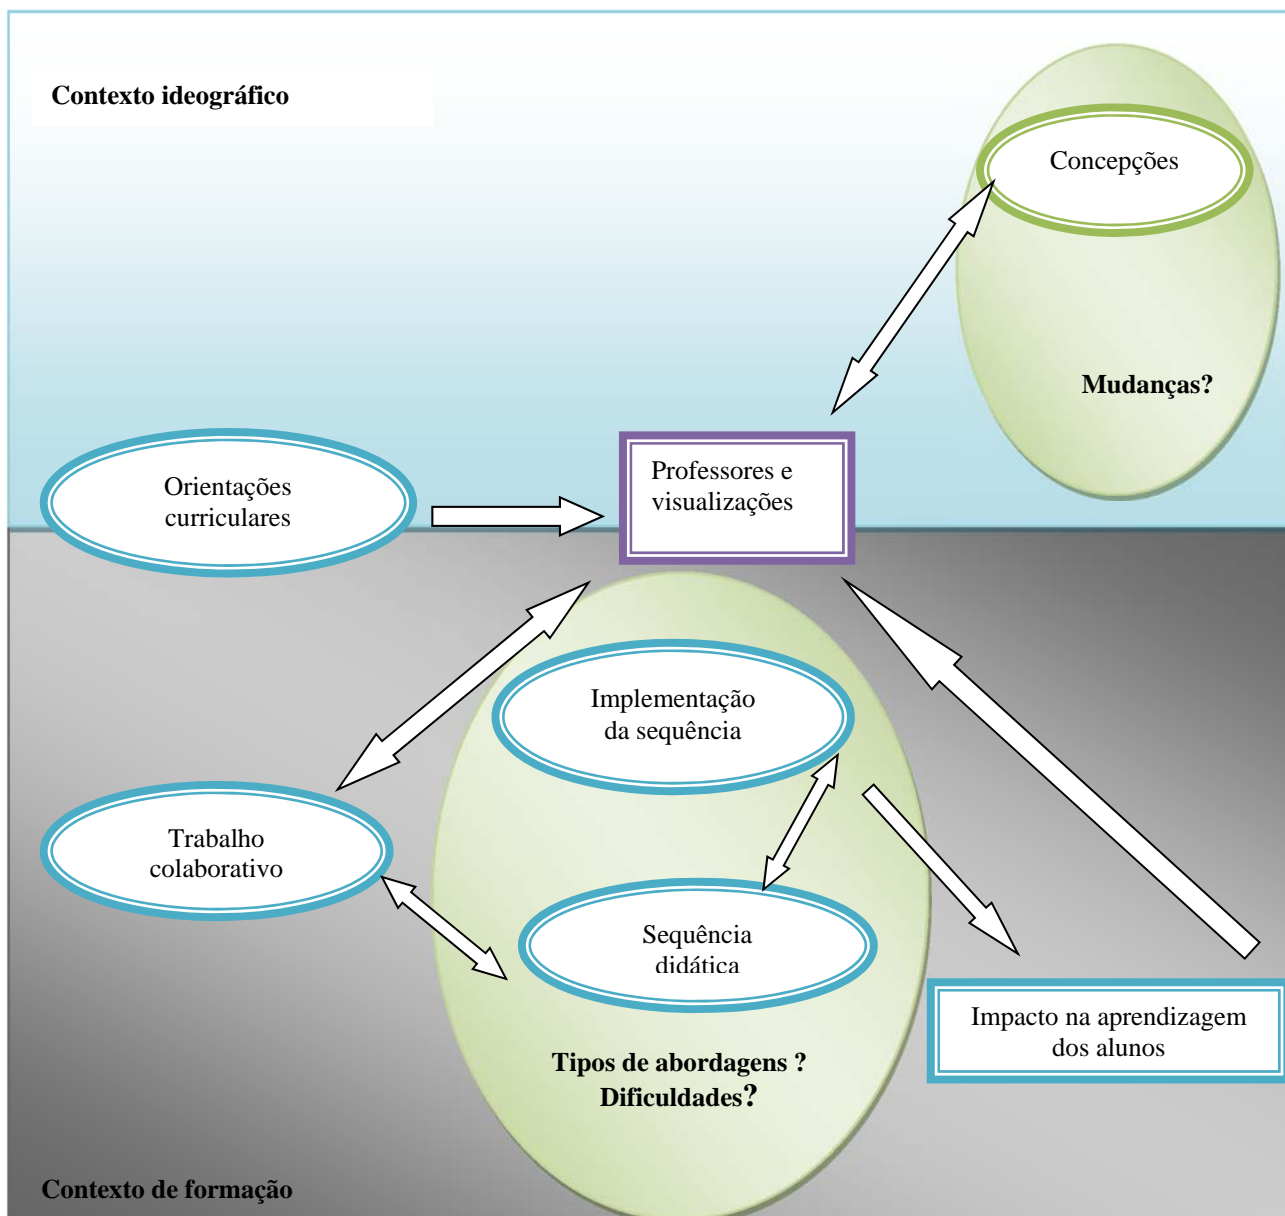 Contexto ideográfico
Concepções
Mudanças?
Orientações
curriculares
Professores e
visualizações
Implementação
da sequência
Trabalho
colaborativo
Sequência
didática
Impacto na aprendizagem
dos alunos
Tipos de abordagens ?
Dificuldades?
Contexto de formação